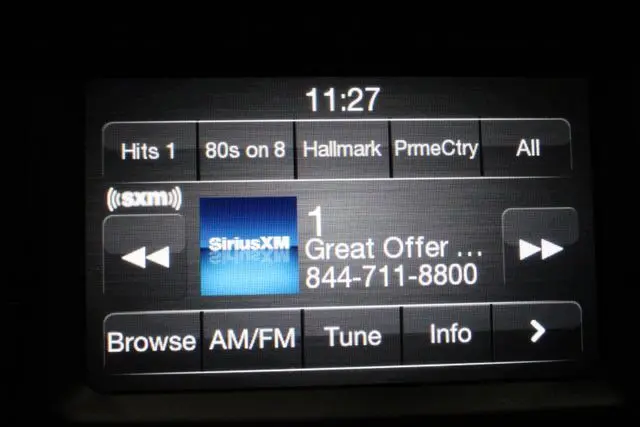 11:27
Hits 1 80s on 8 Hallmark PrmeCtry All
((sxm))
SiriusXM
1
Great Offer ...
844-711-8800
Browse AM/FM Tune Info >